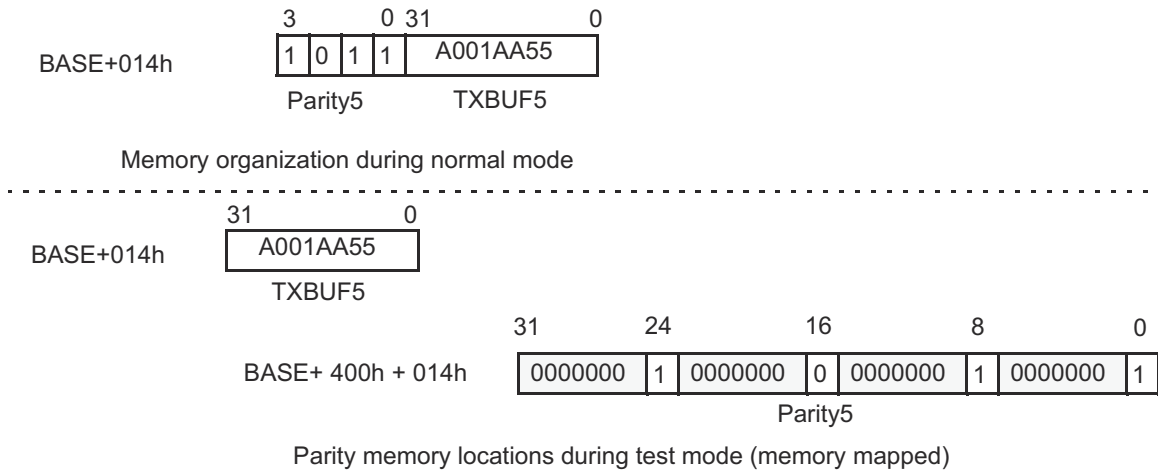 3 0 31 0
BASE+014h 1 0 1 1 A001AA55
Parity5 TXBUF5
Memory organization during normal mode
31 0
BASE+014h A001AA55
TXBUF5
31 24 16 8 0
BASE+ 400h + 014h 0000000 1 0000000 0 0000000 1 0000000 1
Parity5
Parity memory locations during test mode (memory mapped)